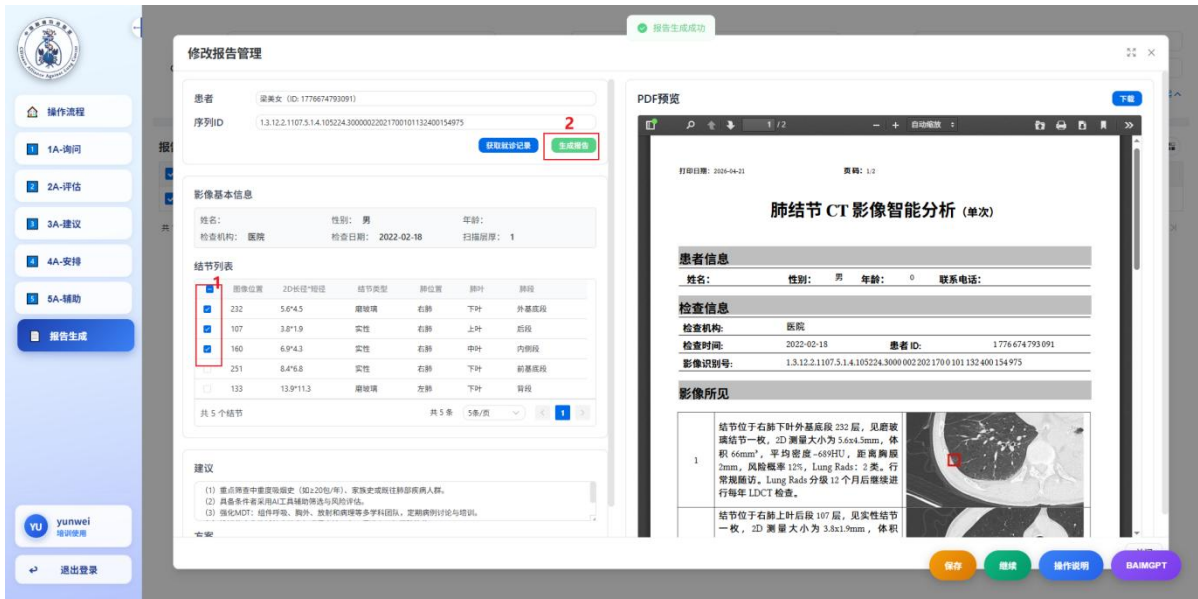 报告生成成功
修改报告管理
操作流程
1A-询问
2A-评估
3A-建议
4A-安排
5A-辅助
报告生成
yunwei
YU
培训使用
退出登录
患者
梁美女 (ID: 1776674793091)
序列ID
1.3.12.2.1107.5.1.4.105224.30000022021700101132400154975
2
获取就诊记录
生成报告
影像基本信息
姓名:
性别: 男
年龄:
检查机构: 医院
检查日期: 2022-02-18
扫描层厚: 1
结节列表
1
图像位置 2D长径*短径 结节类型 肺位置 肺叶 肺段
232 5.6*4.5 磨玻璃 右肺 下叶 外基底段
107 3.8*1.9 实性 右肺 上叶 后段
160 6.9*4.3 实性 右肺 中叶 内侧段
251 8.4*6.8 实性 右肺 下叶 前基底段
133 13.9*11.3 磨玻璃 左肺 下叶 背段
共 5 个结节
共 5 条 5条/页 1
建议
(1) 重点筛查中重度吸烟史（如≥20包/年）、家族史或既往肺部疾病人群。
(2) 具备条件者采用AI工具辅助筛选与风险评估。
(3) 强化MDT：组件呼吸、胸外、放射和病理等多学科团队，定期病例讨论与培训。
PDF预览
下载
1 / 2
自动缩放
打印日期: 2026-04-21
页码: 1/2
肺结节 CT 影像智能分析（单次）
患者信息
姓名: 性别: 男 年龄: 0 联系电话:
检查信息
检查机构: 医院
检查时间: 2022-02-18 患者 ID: 1 776 674 793 091
影像识别号: 1.3.12.2.1107.5.1.4.105224.3000 002 202 170 0 101 132 400 154 975
影像所见
1
结节位于右肺下叶外基底段 232 层，见磨玻
璃结节一枚，2D 测量大小为 5.6x4.5mm，体
积 66mm³，平均密度 -689HU，距离胸膜
2mm，风险概率 12%，Lung Rads：2 类。行
常规随访。Lung Rads 分级 12 个月后继续进
行每年 LDCT 检查。
结节位于右肺上叶后段 107 层，见实性结节
一枚，2D 测量大小为 3.8x1.9mm，体积
保存
继续
操作说明
BAIMGPT